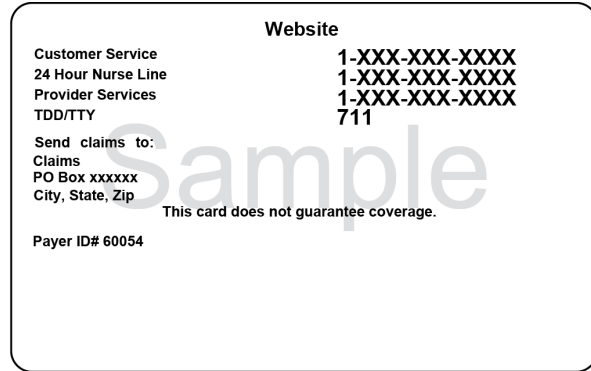 Website
Customer Service 1-XXX-XXX-XXXX
24 Hour Nurse Line 1-XXX-XXX-XXXX
Provider Services 1-XXX-XXX-XXXX
TDD/TTY 711
Send claims to:
Claims
PO Box xxxxxx
City, State, Zip
Sample
This card does not guarantee coverage.
Payer ID# 60054